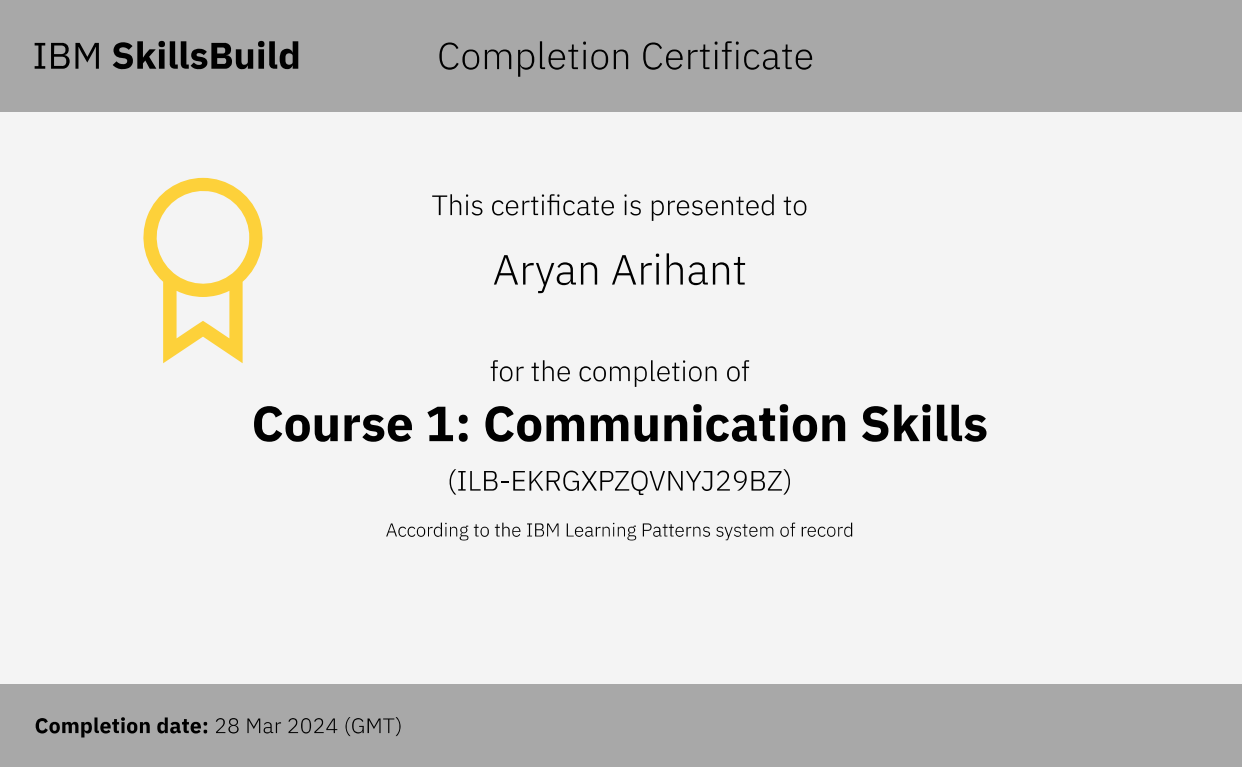 IBM SkillsBuild
Completion Certificate
This certificate is presented to
Aryan Arihant
for the completion of
Course 1: Communication Skills
(ILB-EKRGXPZQVNYJ29BZ)
According to the IBM Learning Patterns system of record
Completion date: 28 Mar 2024 (GMT)